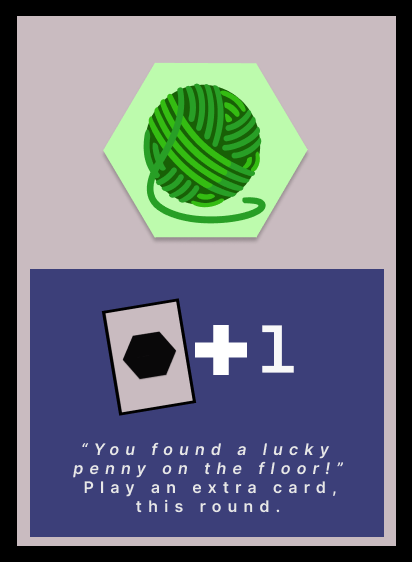 +1
“You found a lucky
penny on the floor!”
Play an extra card,
this round.